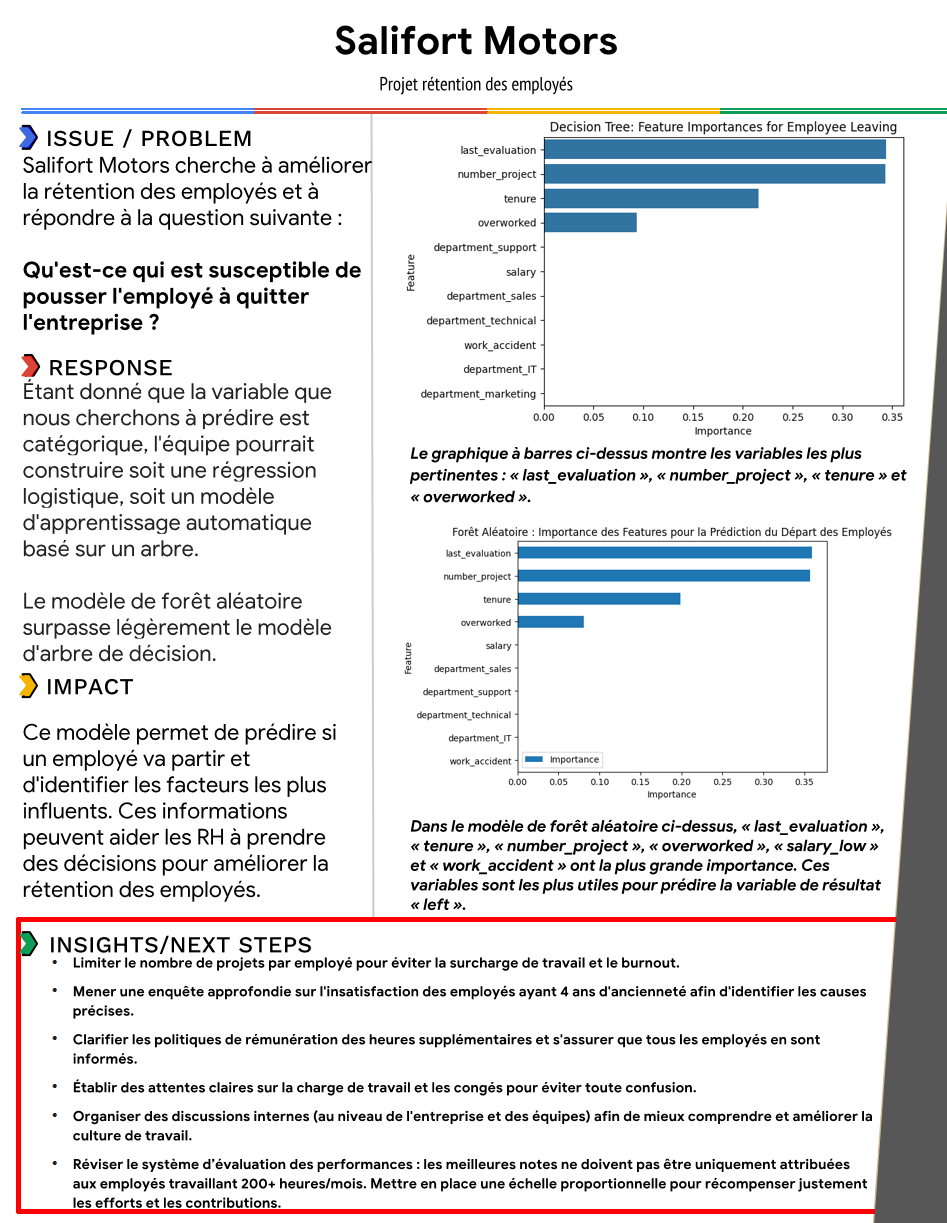 Salifort Motors
Projet rétention des employés
ISSUE / PROBLEM
Salifort Motors cherche à améliorer
la rétention des employés et à
répondre à la question suivante :
Qu'est-ce qui est susceptible de
pousser l'employé à quitter
l'entreprise ?
RESPONSE
Étant donné que la variable que
nous cherchons à prédire est
catégorique, l'équipe pourrait
construire soit une régression
logistique, soit un modèle
d'apprentissage automatique
basé sur un arbre.
Le modèle de forêt aléatoire
surpasse légèrement le modèle
d'arbre de décision.
IMPACT
Ce modèle permet de prédire si
un employé va partir et
d'identifier les facteurs les plus
influents. Ces informations
peuvent aider les RH à prendre
des décisions pour améliorer la
rétention des employés.
Decision Tree: Feature Importances for Employee Leaving
last_evaluation
number_project
tenure
overworked
department_support
salary
department_sales
department_technical
work_accident
department_IT
department_marketing
Feature
0.00 0.05 0.10 0.15 0.20 0.25 0.30 0.35
Importance
Le graphique à barres ci-dessus montre les variables les plus
pertinentes : « last_evaluation », « number_project », « tenure » et
« overworked ».
Forêt Aléatoire : Importance des Features pour la Prédiction du Départ des Employés
last_evaluation
number_project
tenure
overworked
salary
department_sales
department_support
department_technical
department_IT
work_accident
Feature
Importance
0.00 0.05 0.10 0.15 0.20 0.25 0.30 0.35
Importance
Dans le modèle de forêt aléatoire ci-dessus, « last_evaluation »,
« tenure », « number_project », « overworked », « salary_low »
et « work_accident » ont la plus grande importance. Ces
variables sont les plus utiles pour prédire la variable de résultat
« left ».
INSIGHTS/NEXT STEPS
• Limiter le nombre de projets par employé pour éviter la surcharge de travail et le burnout.
• Mener une enquête approfondie sur l'insatisfaction des employés ayant 4 ans d'ancienneté afin d'identifier les causes
précises.
• Clarifier les politiques de rémunération des heures supplémentaires et s'assurer que tous les employés en sont
informés.
• Établir des attentes claires sur la charge de travail et les congés pour éviter toute confusion.
• Organiser des discussions internes (au niveau de l'entreprise et des équipes) afin de mieux comprendre et améliorer la
culture de travail.
• Réviser le système d’évaluation des performances : les meilleures notes ne doivent pas être uniquement attribuées
aux employés travaillant 200+ heures/mois. Mettre en place une échelle proportionnelle pour récompenser justement
les efforts et les contributions.